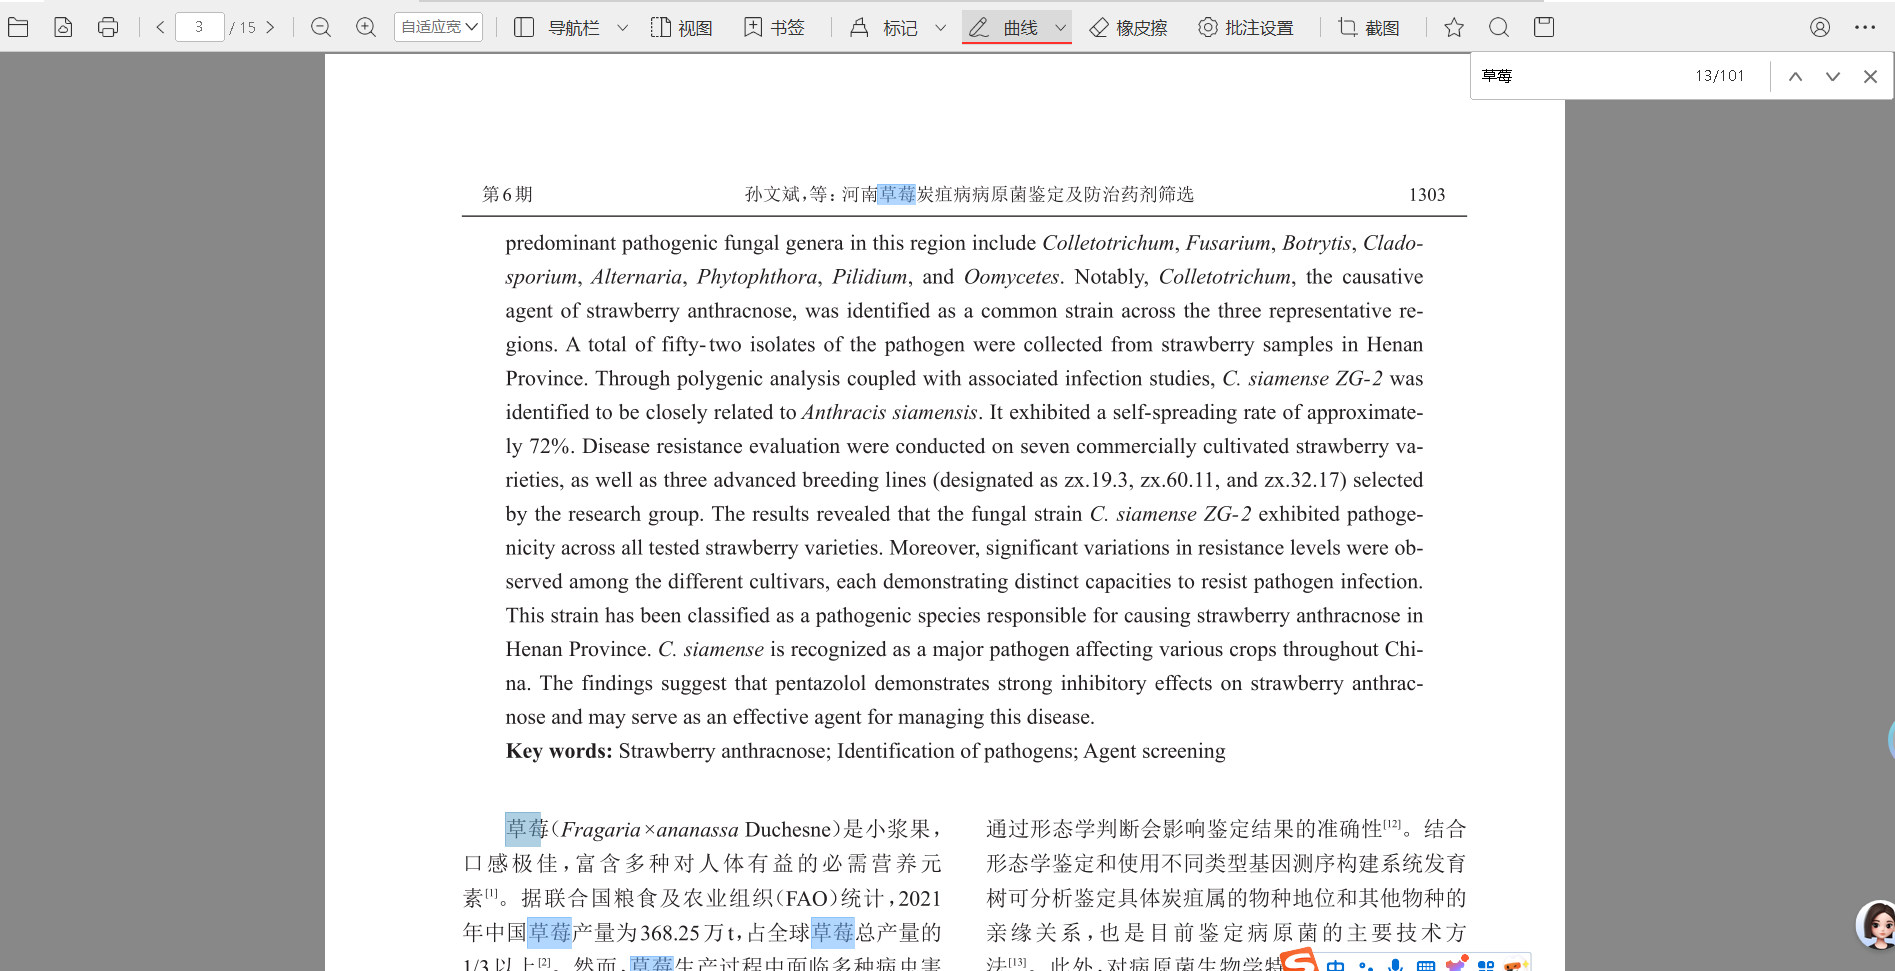 3 / 15
自适应宽
导航栏
视图
书签
标记
曲线
橡皮擦
批注设置
截图
草莓
13/101
第6期
孙文斌,等:河南草莓炭疽病病原菌鉴定及防治药剂筛选
1303
predominant pathogenic fungal genera in this region include Colletotrichum, Fusarium, Botrytis, Clado-
sporium, Alternaria, Phytophthora, Pilidium, and Oomycetes. Notably, Colletotrichum, the causative
agent of strawberry anthracnose, was identified as a common strain across the three representative re-
gions. A total of fifty-two isolates of the pathogen were collected from strawberry samples in Henan
Province. Through polygenic analysis coupled with associated infection studies, C. siamense ZG-2 was
identified to be closely related to Anthracis siamensis. It exhibited a self-spreading rate of approximate-
ly 72%. Disease resistance evaluation were conducted on seven commercially cultivated strawberry va-
rieties, as well as three advanced breeding lines (designated as zx.19.3, zx.60.11, and zx.32.17) selected
by the research group. The results revealed that the fungal strain C. siamense ZG-2 exhibited pathoge-
nicity across all tested strawberry varieties. Moreover, significant variations in resistance levels were ob-
served among the different cultivars, each demonstrating distinct capacities to resist pathogen infection.
This strain has been classified as a pathogenic species responsible for causing strawberry anthracnose in
Henan Province. C. siamense is recognized as a major pathogen affecting various crops throughout Chi-
na. The findings suggest that pentazolol demonstrates strong inhibitory effects on strawberry anthrac-
nose and may serve as an effective agent for managing this disease.
Key words: Strawberry anthracnose; Identification of pathogens; Agent screening
草莓(Fragaria×ananassa Duchesne)是小浆果,
口感极佳,富含多种对人体有益的必需营养元
素[1]。据联合国粮食及农业组织(FAO)统计,2021
年中国草莓产量为368.25万t,占全球草莓总产量的
1/3以上[2]。然而,草莓生产过程中面临多种病虫害
通过形态学判断会影响鉴定结果的准确性[12]。结合
形态学鉴定和使用不同类型基因测序构建系统发育
树可分析鉴定具体炭疽属的物种地位和其他物种的
亲缘关系,也是目前鉴定病原菌的主要技术方
法[13]。此外,对病原菌生物学特
中